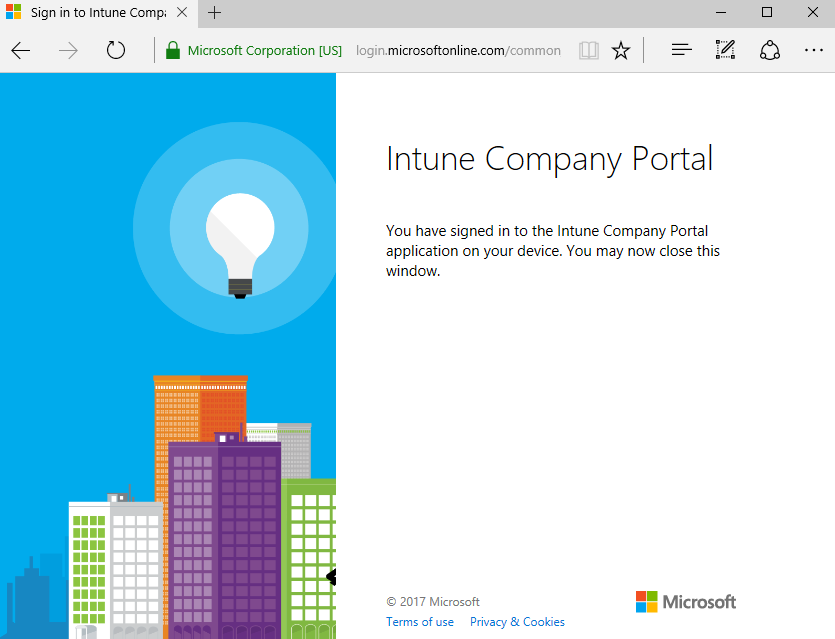 Sign in to Intune Compa
Microsoft Corporation [US] login.microsoftonline.com/common
Intune Company Portal
You have signed in to the Intune Company Portal
application on your device. You may now close this
window.
© 2017 Microsoft
Microsoft
Terms of use Privacy & Cookies